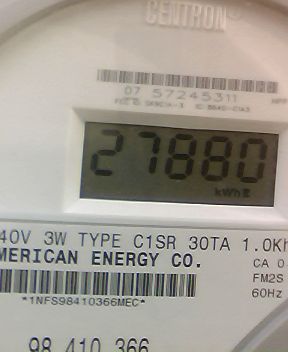 CENTRON
07 57245311
27880
kWh
40V 3W TYPE C1SR 30TA 1.0Kh
MERICAN ENERGY CO.
CA 0
FM2S
60Hz
*1NFS98410366MEC*
98 410 366